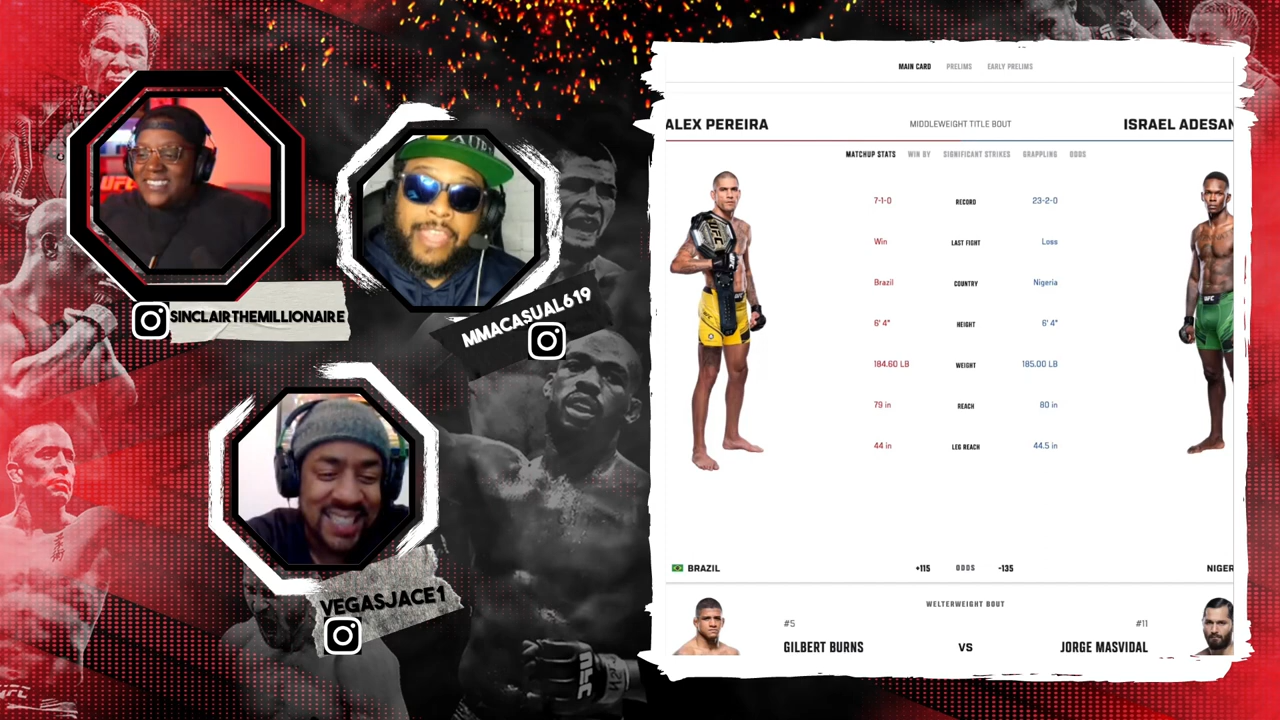 UFC
SINCLAIRTHEMILLIONAIRE
MMACASUAL619
VEGASJACE1
UFC
UFC
MAIN CARD PRELIMS EARLY PRELIMS
ALEX PEREIRA MIDDLEWEIGHT TITLE BOUT ISRAEL ADESAN
MATCHUP STATS WIN BY SIGNIFICANT STRIKES GRAPPLING ODDS
7-1-0 RECORD 23-2-0
Win LAST FIGHT Loss
Brazil COUNTRY Nigeria
6' 4" HEIGHT 6' 4"
184.60 LB WEIGHT 185.00 LB
79 in REACH 80 in
44 in LEG REACH 44.5 in
BRAZIL +115 ODDS -135 NIGER
WELTERWEIGHT BOUT
#5 #11
GILBERT BURNS VS JORGE MASVIDAL